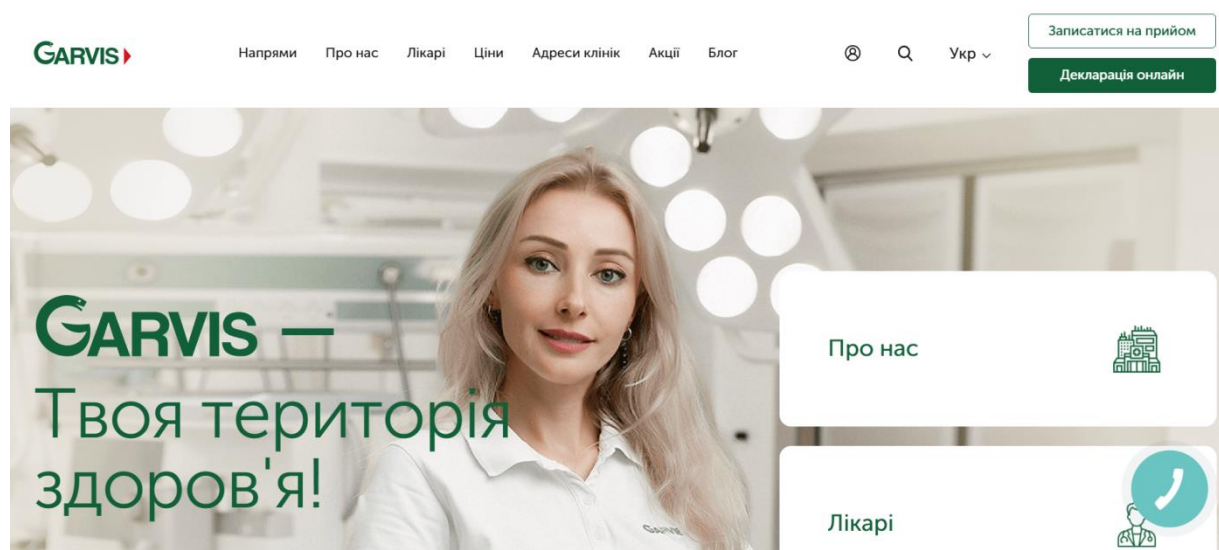 GARVIS
Напрями Про нас Лікарі Ціни Адреси клінік Акції Блог
Укр
Записатися на прийом
Декларація онлайн
GARVIS —
Твоя територія
здоров'я!
Про нас
Лікарі
GARVIS